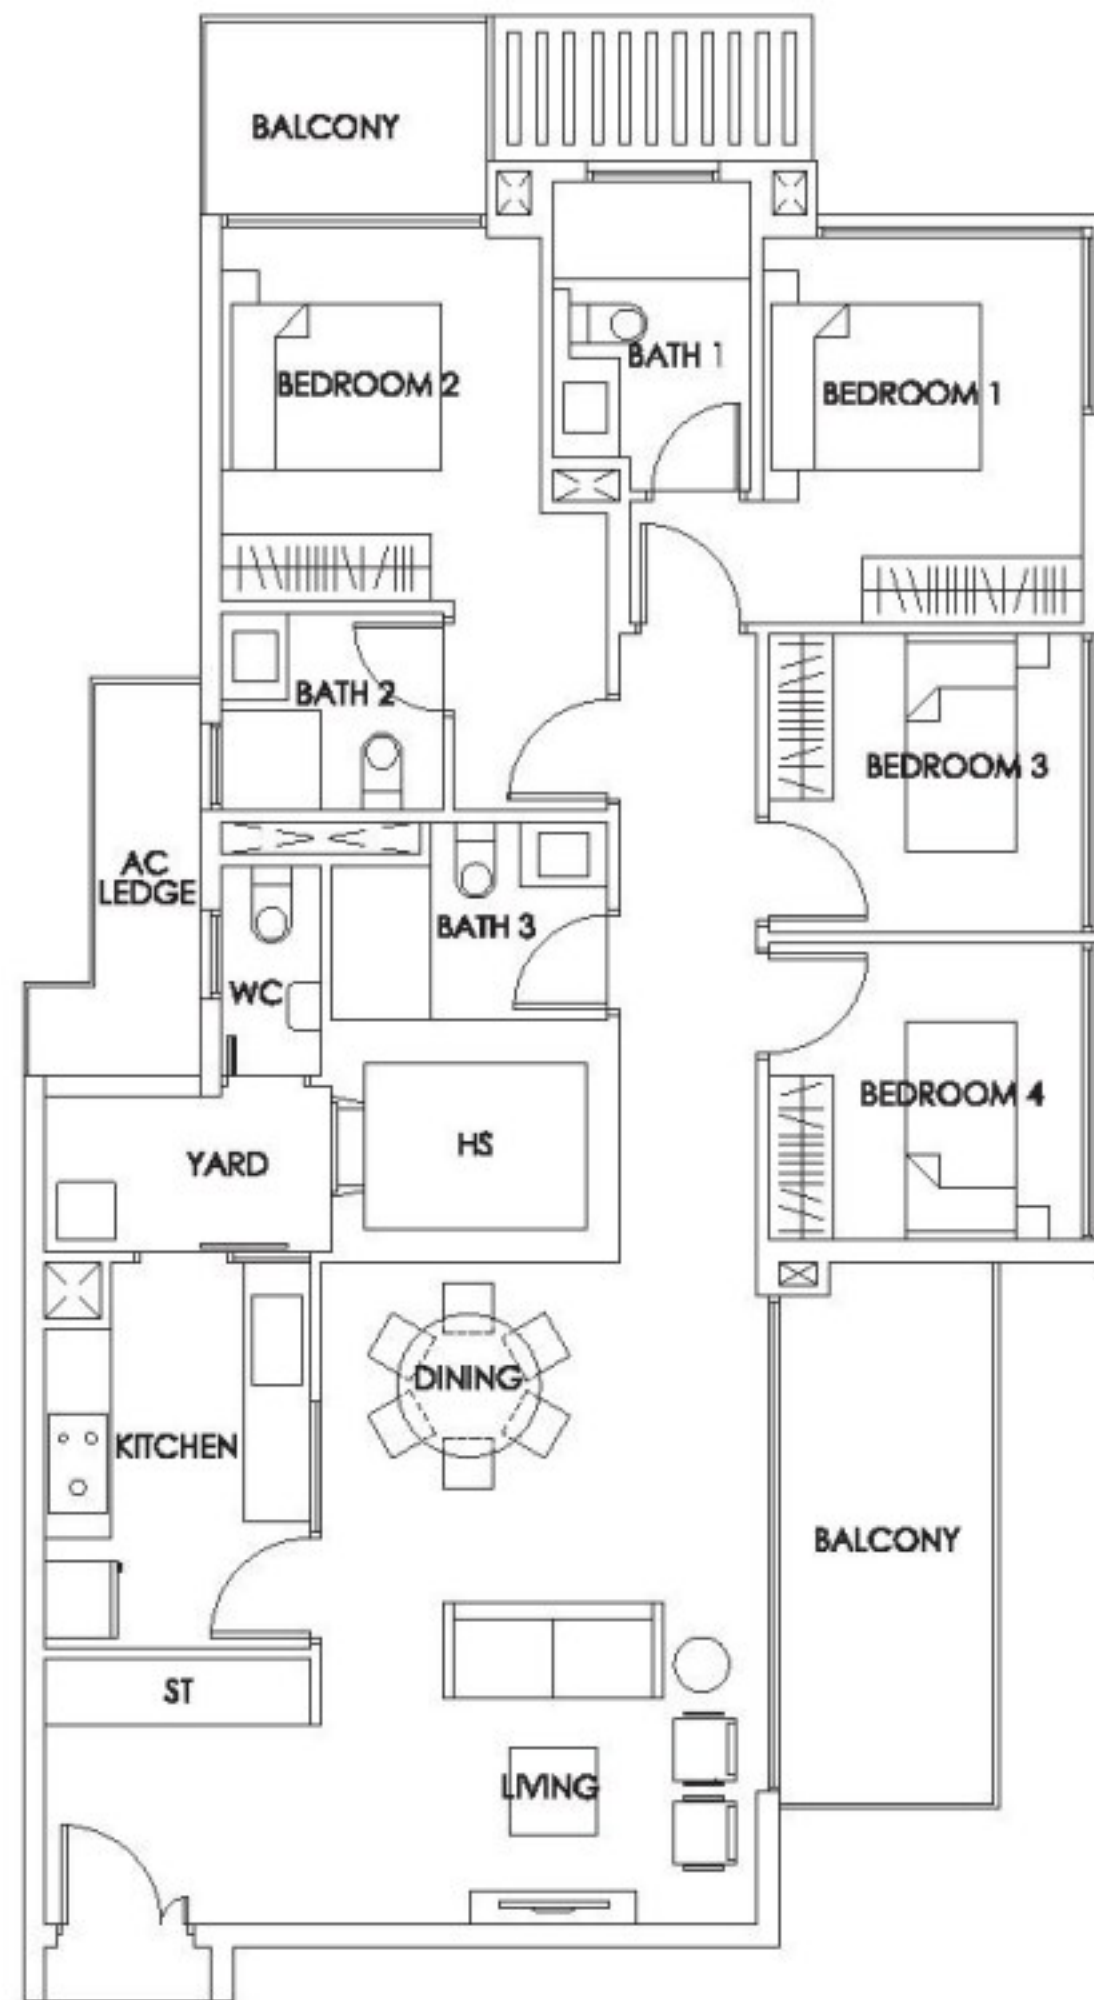 BALCONY
BATH 1
BEDROOM 2
BEDROOM 1
BATH 2
BEDROOM 3
AC
LEDGE
BATH 3
WC
BEDROOM 4
HS
YARD
DINING
KITCHEN
BALCONY
ST
LIVING